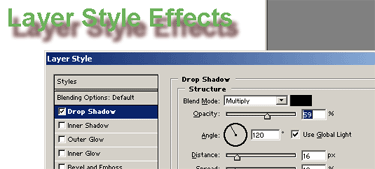 Layer Style Effects
Layer Style
Styles
Drop Shadow
Structure
Blending Options: Default
Blend Mode: Multiply
Drop Shadow
Opacity: 59 %
Inner Shadow
Outer Glow
Angle: 120 ° Use Global Light
Inner Glow
Distance: 16 px
Bevel and Emboss
Spread: %